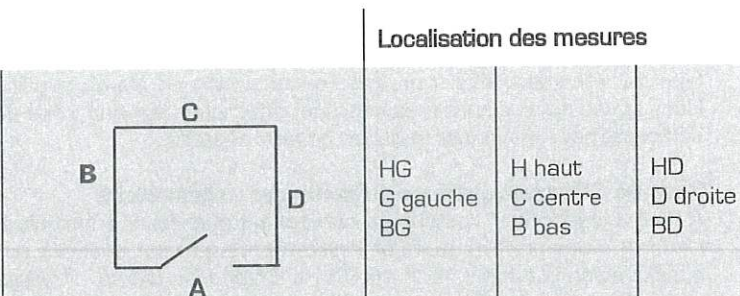 Localisation des mesures
C
B
D
A
HG H haut HD
G gauche C centre D droite
BG B bas BD